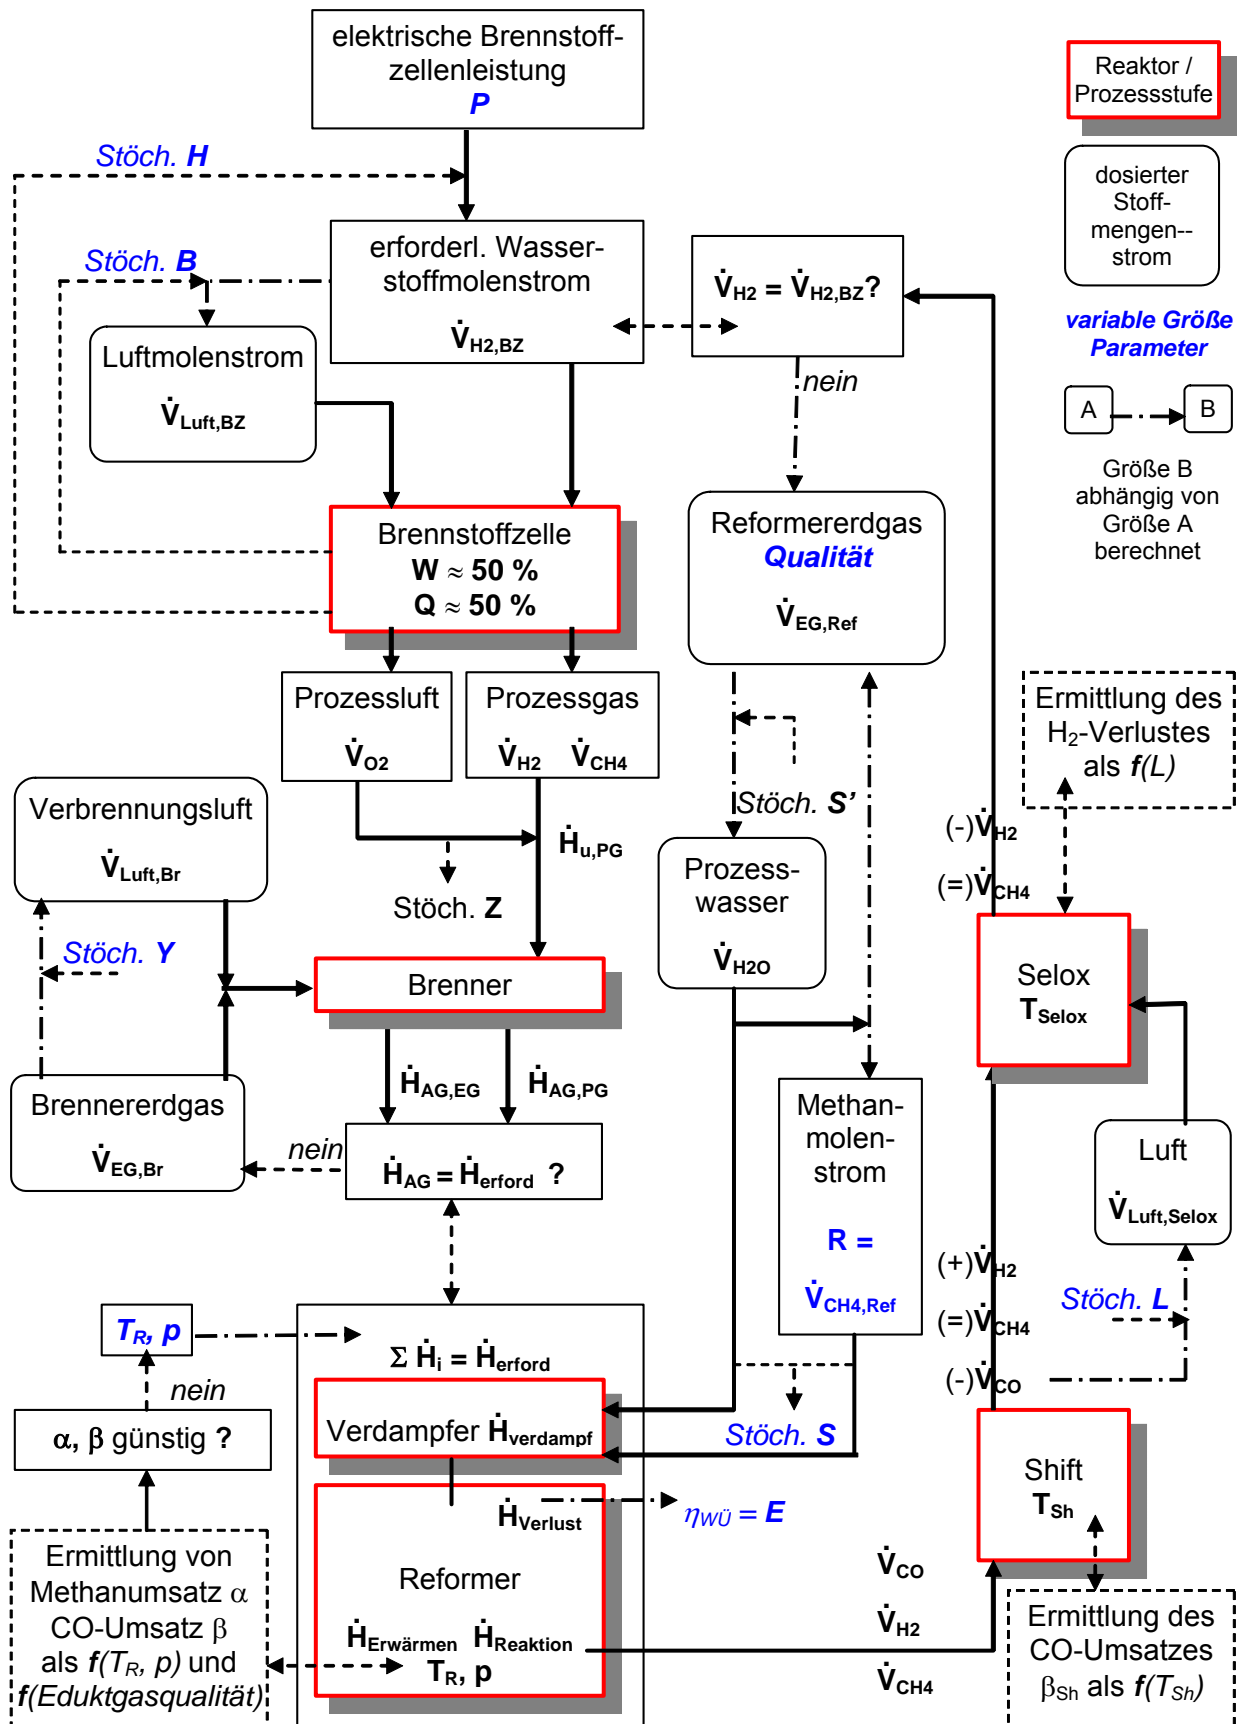 elektrische Brennstoff-
zellenleistung
P
Reaktor /
Prozessstufe
Stöch. H
dosierter
Stoff-
mengen--
strom
erforderl. Wasser-
stoffmolenstrom
V̇H2,BZ
V̇H2 = V̇H2,BZ?
Stöch. B
variable Größe
Parameter
Luftmolenstrom
V̇Luft,BZ
nein
A
B
Größe B
abhängig von
Größe A
berechnet
Brennstoffzelle
W ≈ 50 %
Q ≈ 50 %
Reformererdgas
Qualität
V̇EG,Ref
Prozessluft
V̇O2
Prozessgas
V̇H2 V̇CH4
Ermittlung des
H2-Verlustes
als f(L)
Verbrennungsluft
V̇Luft,Br
Ḣu,PG
Stöch. S’
Stöch. Z
(-)V̇H2
(=)V̇CH4
Prozess-
wasser
V̇H2O
Stöch. Y
Brenner
Selox
TSelox
ḢAG,EG
ḢAG,PG
Brennererdgas
V̇EG,Br
nein
ḢAG = Ḣerford ?
Methan-
molen-
strom
R =
V̇CH4,Ref
Luft
V̇Luft,Selox
(+)V̇H2
(=)V̇CH4
(-)V̇CO
Stöch. L
TR, p
Σ Ḣi = Ḣerford
nein
Verdampfer Ḣverdampf
Stöch. S
α, β günstig ?
Shift
TSh
ḢVerlust
ηWÜ = E
Ermittlung von
Methanumsatz α
CO-Umsatz β
als f(TR, p) und
f(Eduktgasqualität)
Reformer
ḢErwärmen ḢReaktion
TR, p
V̇CO
V̇H2
V̇CH4
Ermittlung des
CO-Umsatzes
βSh als f(TSh)